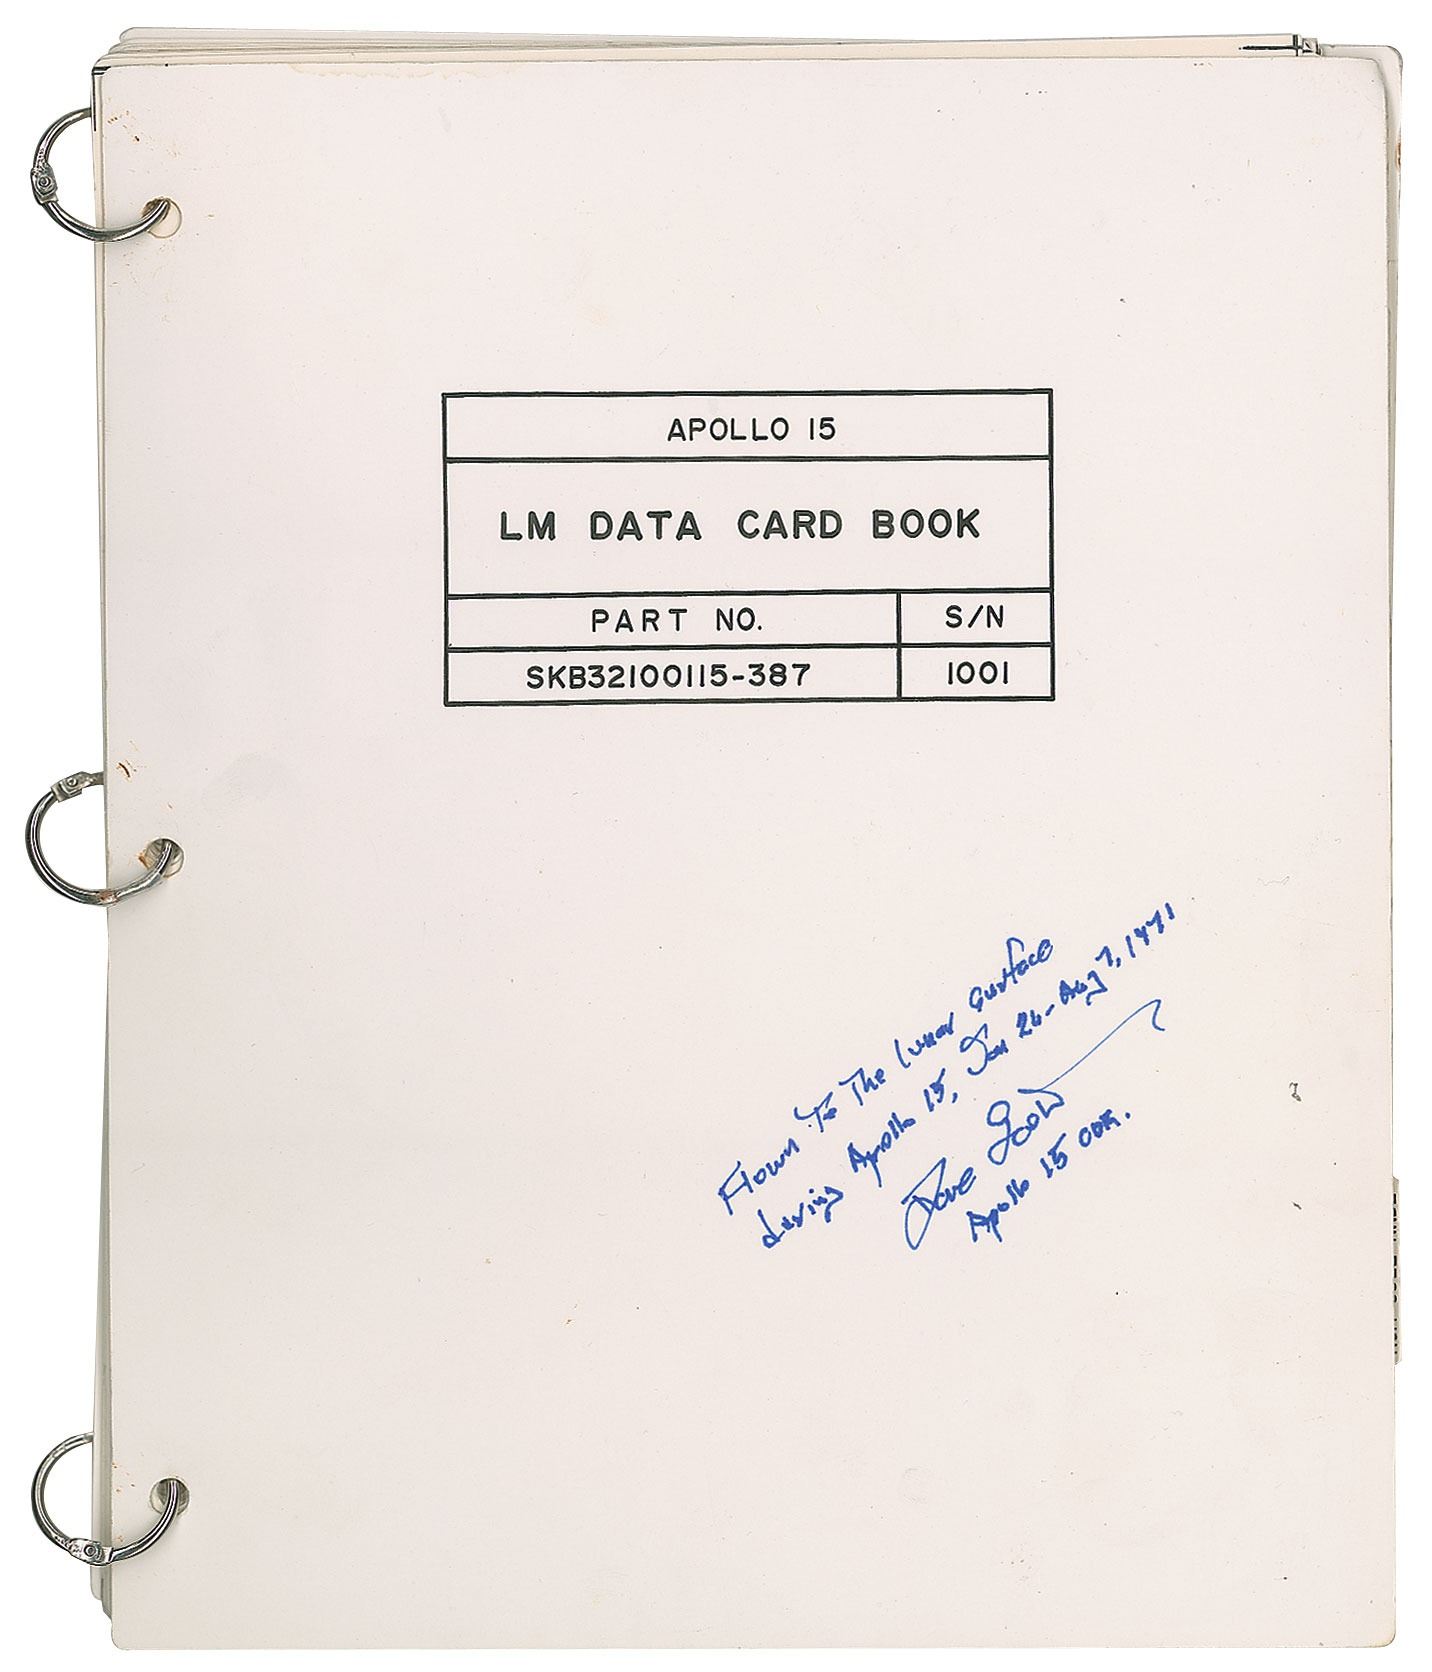 APOLLO 15
LM DATA CARD BOOK
PART NO. S/N
SKB32100115-387 1001
Flown To The Lunar Surface
during Apollo 15, 26-Aug 7, 1971
Dave Scott
Apollo 15 CDR.